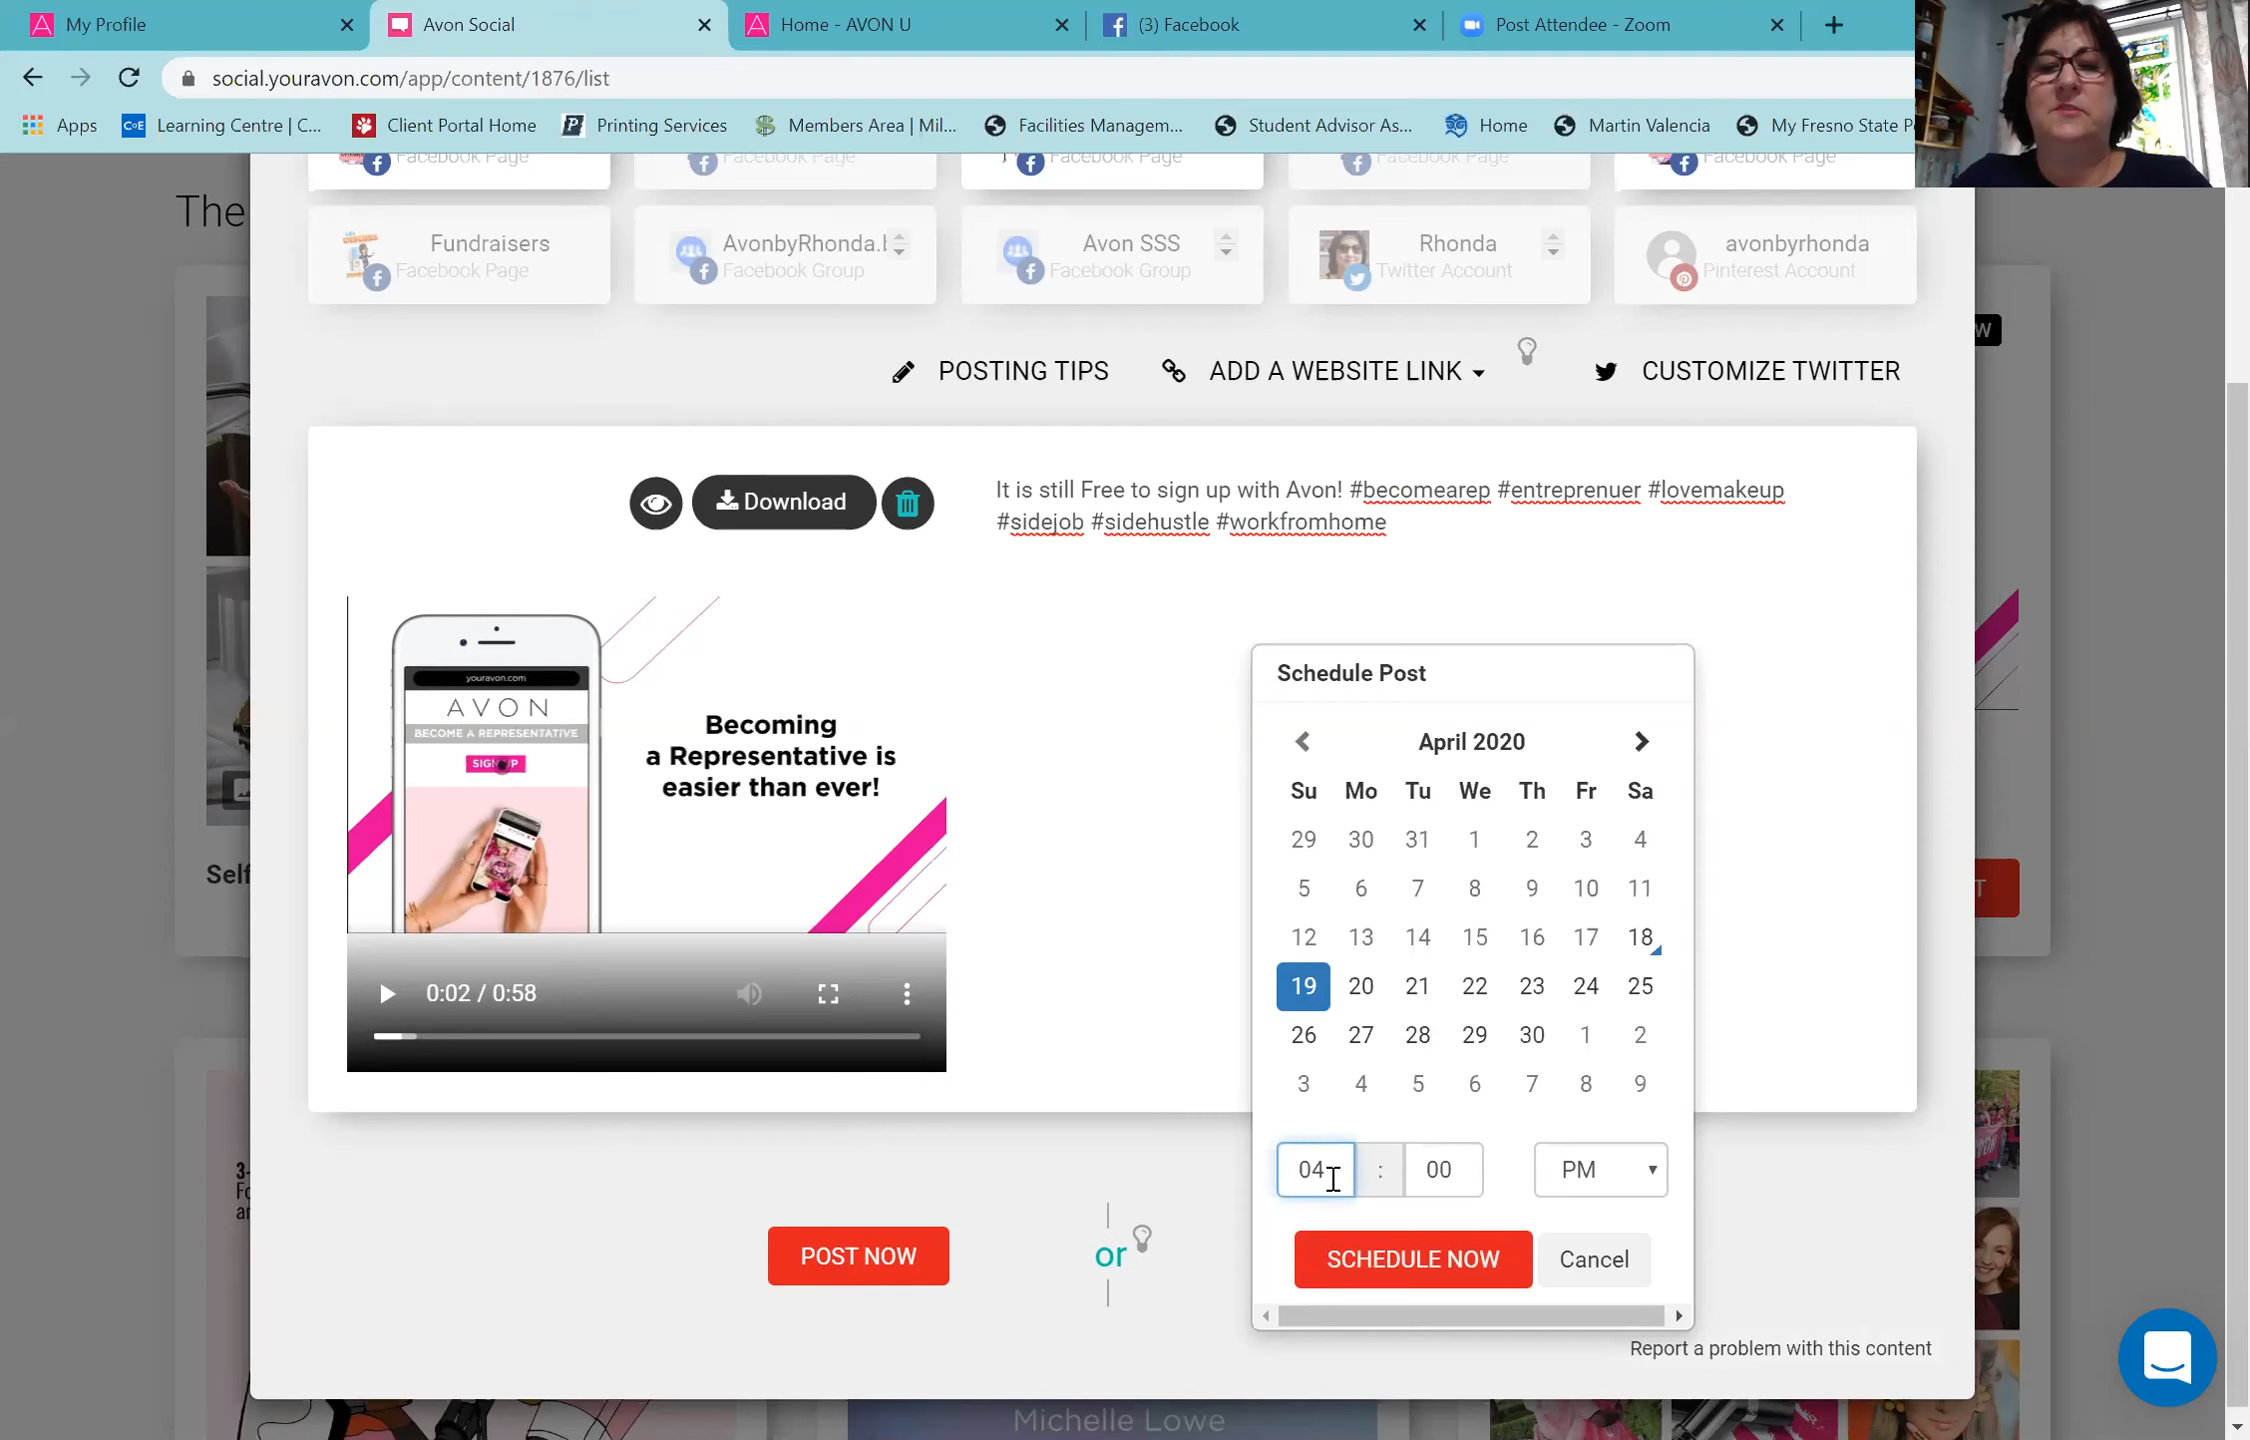 My Profile
Avon Social
Home - AVON U
(3) Facebook
Post Attendee - Zoom
social.youravon.com/app/content/1876/list
Apps
Learning Centre | C...
Client Portal Home
Printing Services
Members Area | Mil...
Facilities Managem...
Student Advisor As...
Home
Martin Valencia
My Fresno State P
Facebook Page
Facebook Page
Facebook Page
Facebook Page
Facebook Page
The
Fundraisers
Facebook Page
AvonbyRhonda.b
Facebook Group
Avon SSS
Facebook Group
Rhonda
Twitter Account
avonbyrhonda
Pinterest Account
W
POSTING TIPS
ADD A WEBSITE LINK
CUSTOMIZE TWITTER
Download
It is still Free to sign up with Avon! #becomearep #entreprenuer #lovemakeup
#sidejob #sidehustle #workfromhome
youravon.com
AVON
BECOME A REPRESENTATIVE
SIGN UP
Becoming
a Representative is
easier than ever!
0:02 / 0:58
Self
T
Schedule Post
April 2020
Su Mo Tu We Th Fr Sa
29 30 31 1 2 3 4
5 6 7 8 9 10 11
12 13 14 15 16 17 18
19 20 21 22 23 24 25
26 27 28 29 30 1 2
3 4 5 6 7 8 9
04 : 00 PM
SCHEDULE NOW
Cancel
POST NOW
or
3-
Fo
an
Report a problem with this content
Michelle Lowe